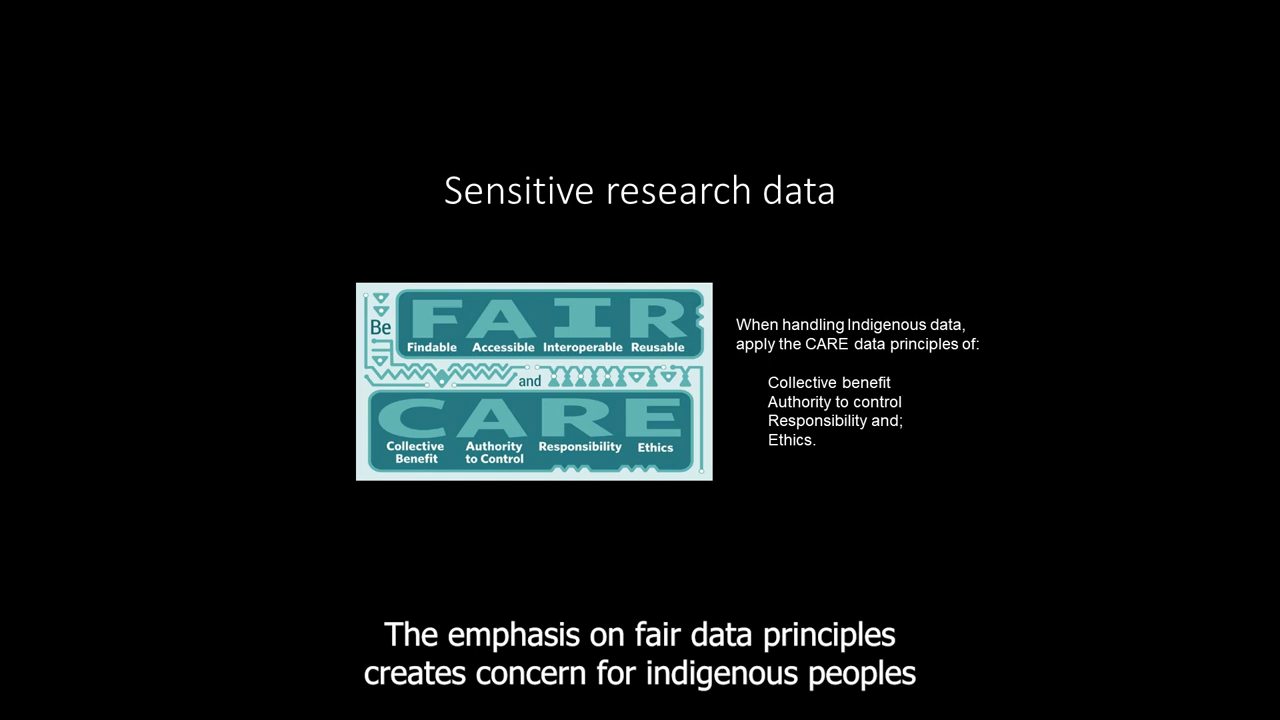 Sensitive research data
Be
FAIR
Findable Accessible Interoperable Reusable
and
CARE
Collective Benefit
Authority to Control
Responsibility
Ethics
When handling Indigenous data,
apply the CARE data principles of:
Collective benefit
Authority to control
Responsibility and;
Ethics.
The emphasis on fair data principles
creates concern for indigenous peoples